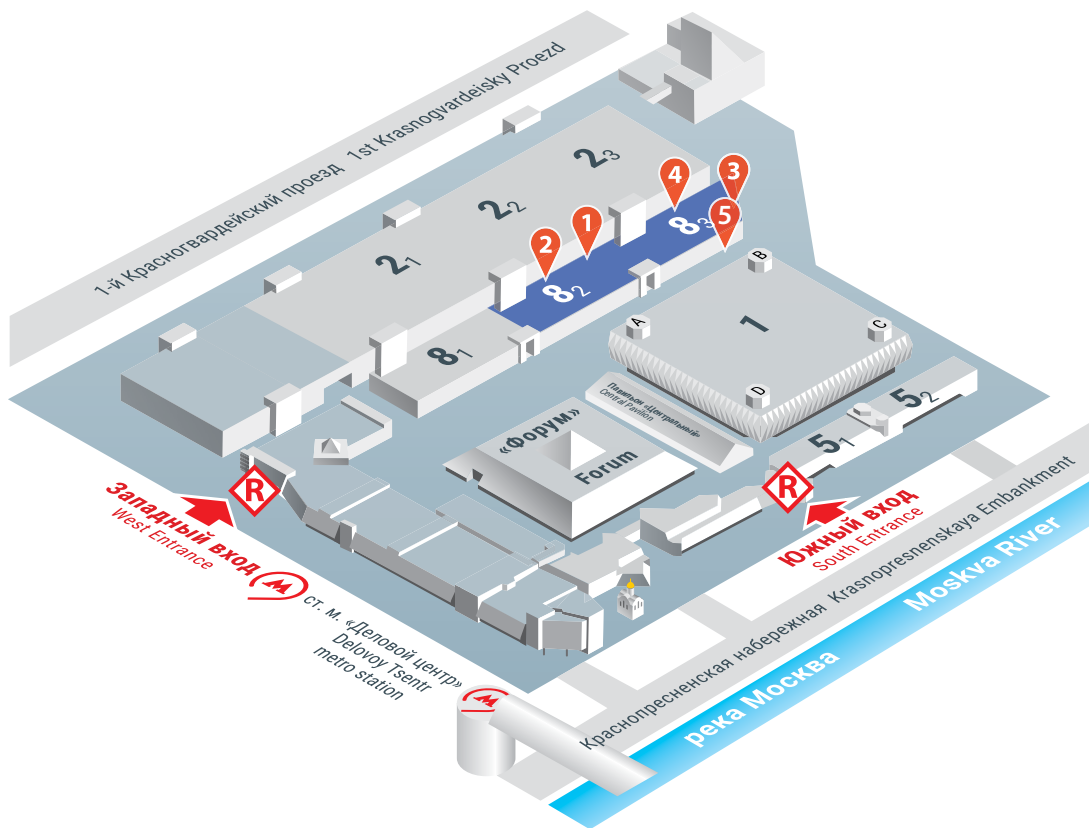 1-й Красногвардейский проезд 1st Krasnogvardeisky Proezd
2₃
2₂
2₁
4
3
1
5
2
8₃
8₂
8₁
B
A
1
C
D
Павильон «Центральный»
Central Pavilion
5₂
5₁
«Форум»
Forum
R
R
Западный вход
West Entrance
Южный вход
South Entrance
М
ст. м. «Деловой центр»
Delovoy Tsentr
metro station
М
Краснопресненская набережная Krasnopresnenskaya Embankment
река Москва Moskva River